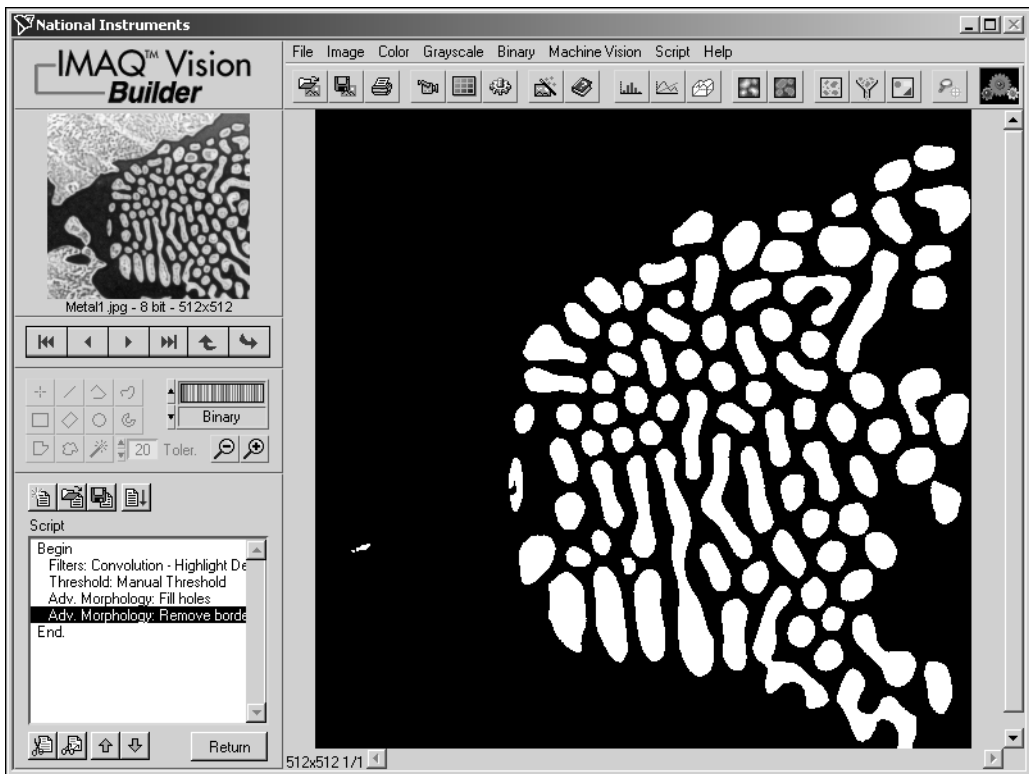 National Instruments
IMAQ™ Vision
Builder
File Image Color Grayscale Binary Machine Vision Script Help
Metal1.jpg - 8 bit - 512x512
Binary
20 Toler.
Script
Begin
Filters: Convolution - Highlight De
Threshold: Manual Threshold
Adv. Morphology: Fill holes
Adv. Morphology: Remove borde
End.
Return
512x512 1/1